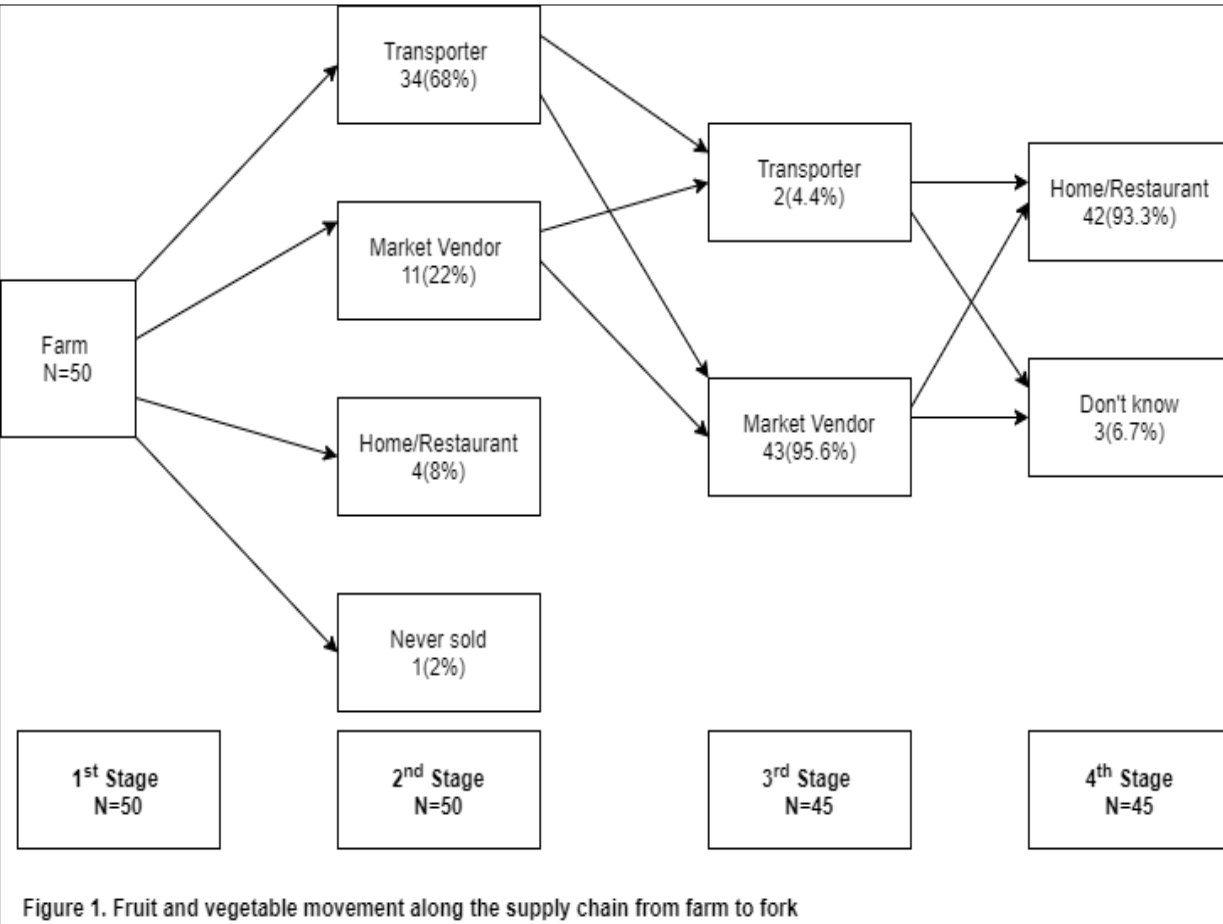 Transporter
34(68%)
Market Vendor
11(22%)
Farm
N=50
Home/Restaurant
4(8%)
Never sold
1(2%)
Transporter
2(4.4%)
Market Vendor
43(95.6%)
Home/Restaurant
42(93.3%)
Don't know
3(6.7%)
1st Stage
N=50
2nd Stage
N=50
3rd Stage
N=45
4th Stage
N=45
Figure 1. Fruit and vegetable movement along the supply chain from farm to fork